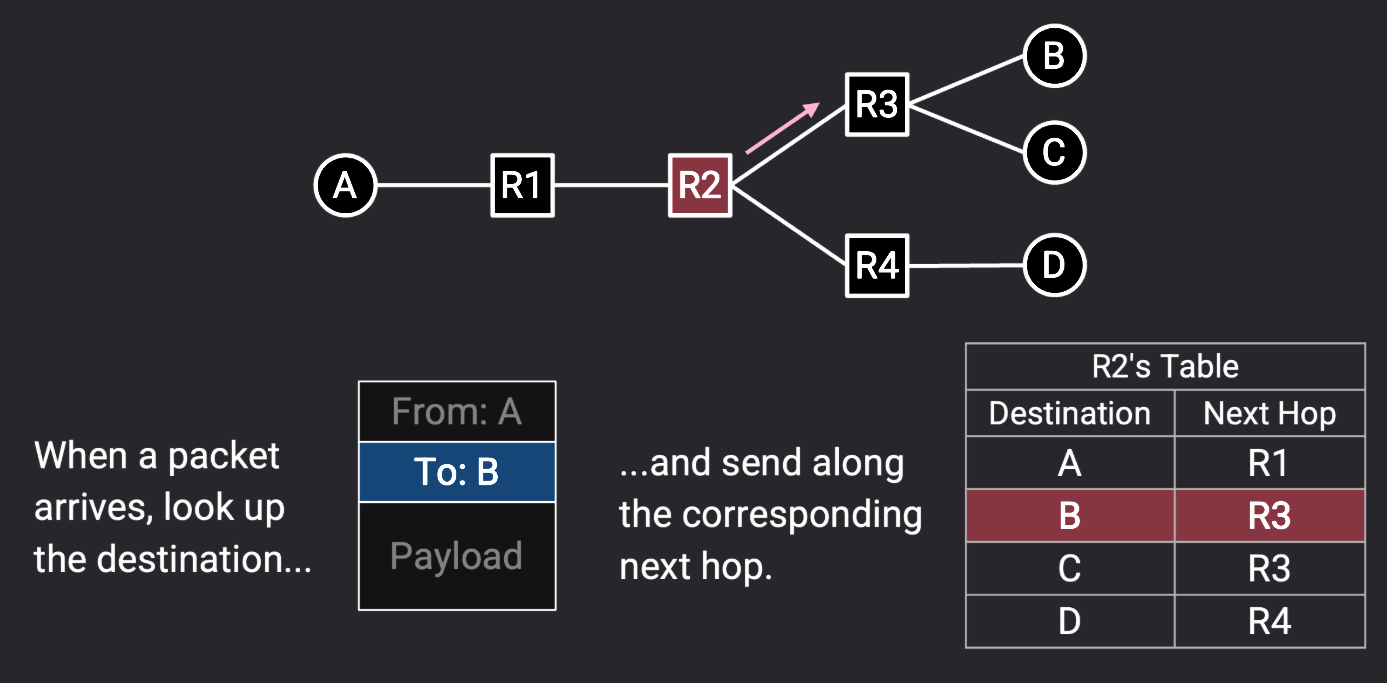 B
R3
C
A
R1
R2
R4
D
R2's Table
Destination Next Hop
A R1
B R3
C R3
D R4
From: A
To: B
Payload
When a packet
arrives, look up
the destination...
...and send along
the corresponding
next hop.